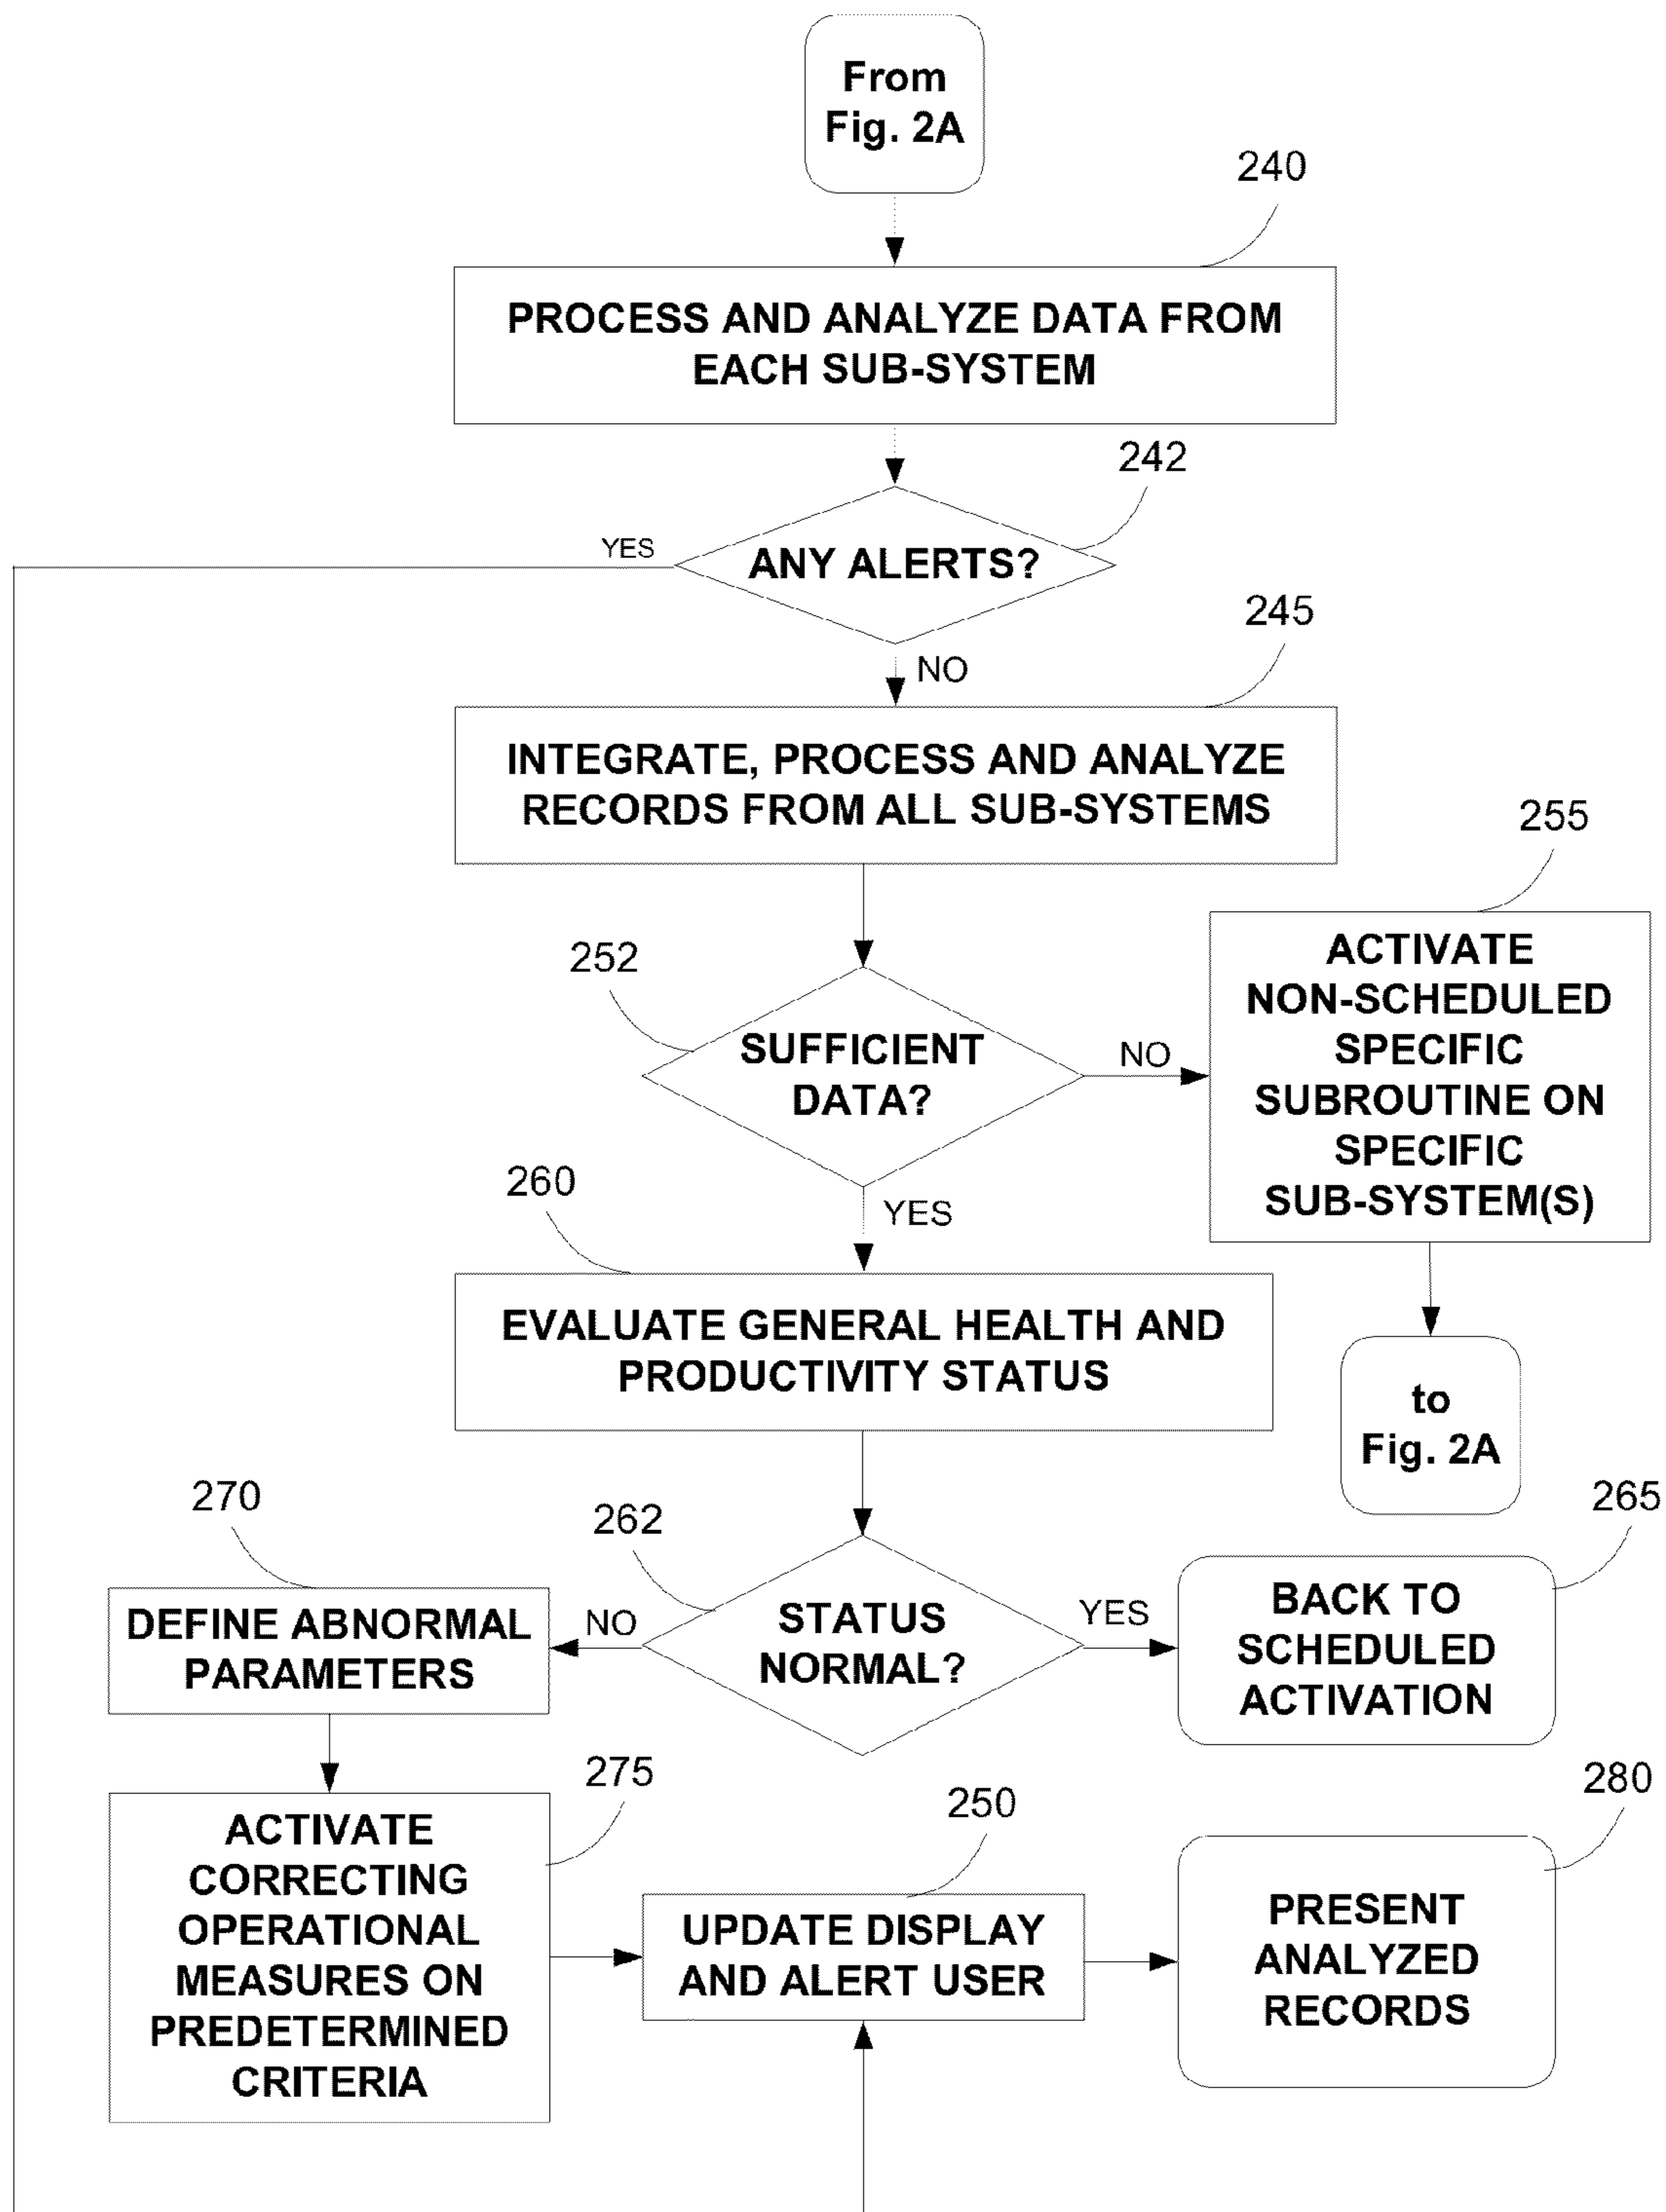 From
Fig. 2A
240
PROCESS AND ANALYZE DATA FROM
EACH SUB-SYSTEM
242
YES
ANY ALERTS?
NO
245
INTEGRATE, PROCESS AND ANALYZE
RECORDS FROM ALL SUB-SYSTEMS
252
SUFFICIENT
DATA?
NO
255
ACTIVATE
NON-SCHEDULED
SPECIFIC
SUBROUTINE ON
SPECIFIC
SUB-SYSTEM(S)
to
Fig. 2A
YES
260
EVALUATE GENERAL HEALTH AND
PRODUCTIVITY STATUS
262
STATUS
NORMAL?
YES
265
BACK TO
SCHEDULED
ACTIVATION
NO
270
DEFINE ABNORMAL
PARAMETERS
275
ACTIVATE
CORRECTING
OPERATIONAL
MEASURES ON
PREDETERMINED
CRITERIA
250
UPDATE DISPLAY
AND ALERT USER
280
PRESENT
ANALYZED
RECORDS